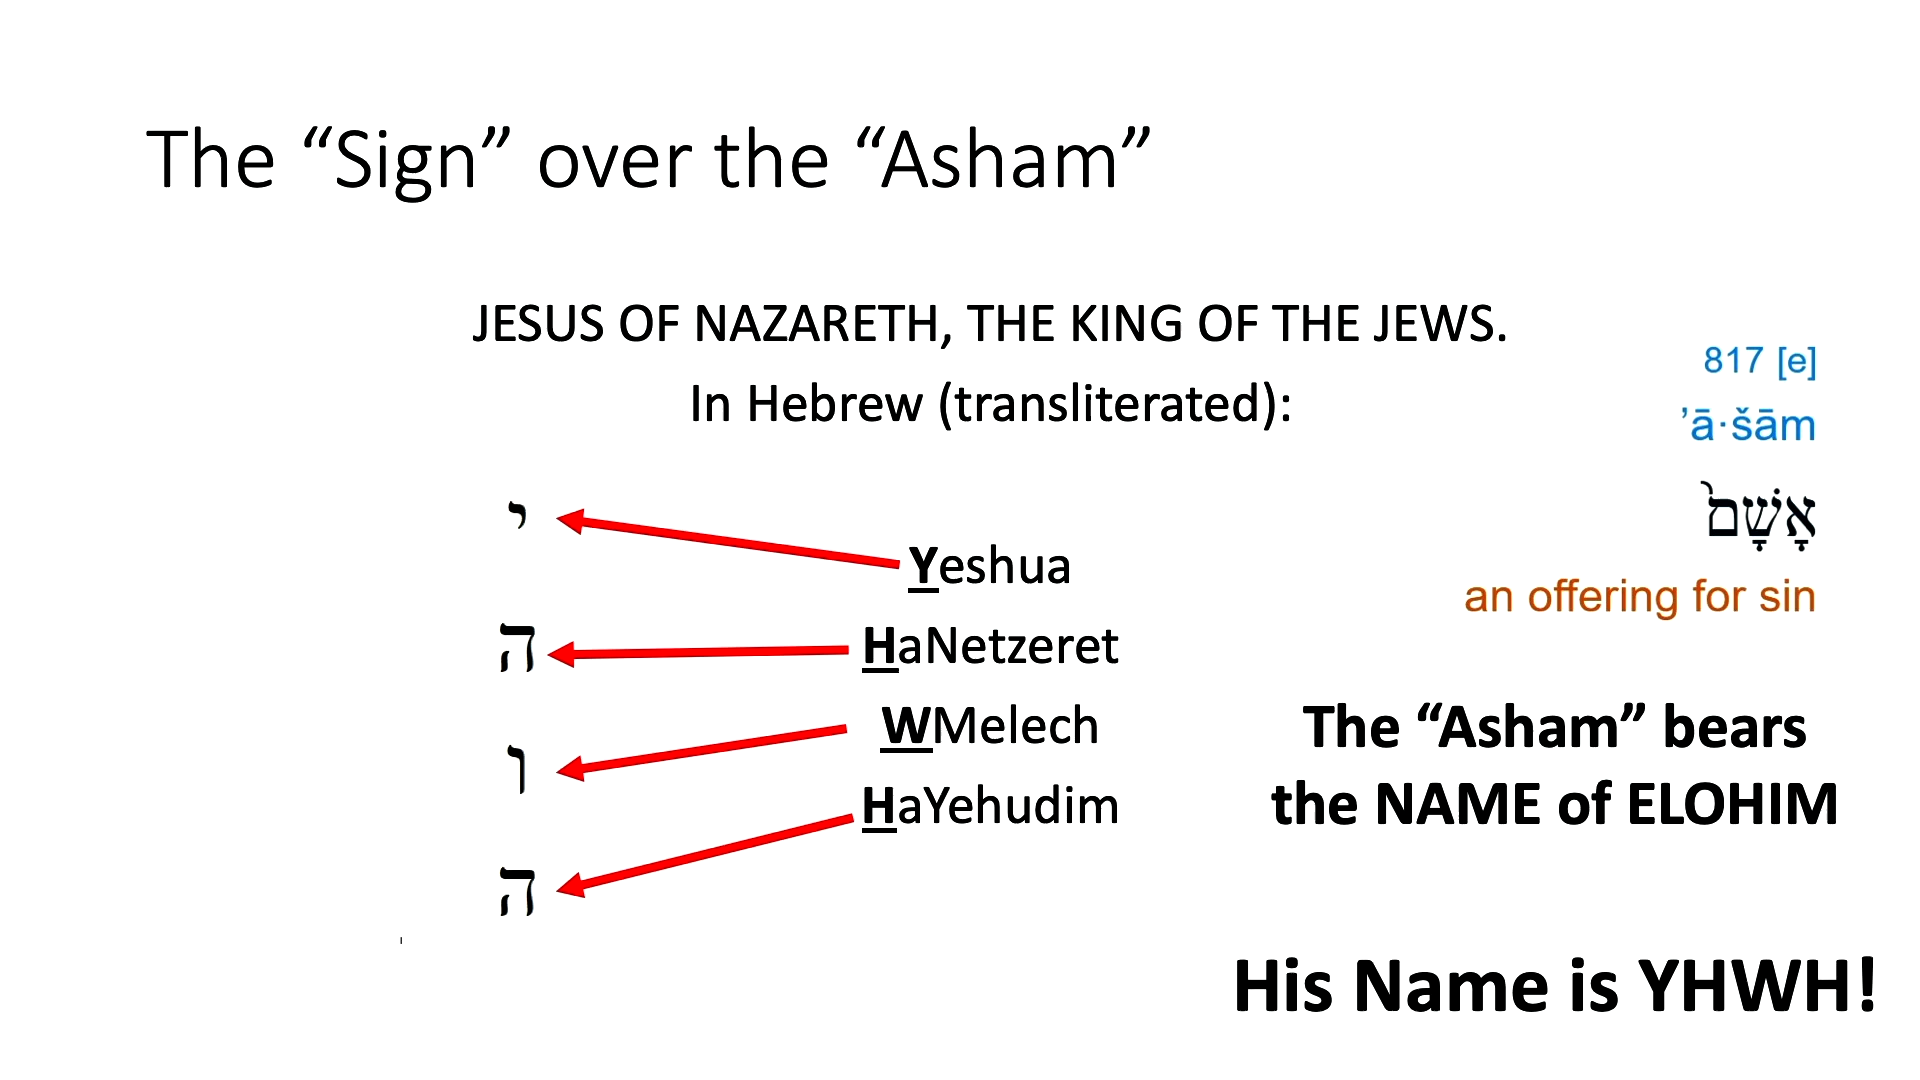 The “Sign” over the “Asham”
JESUS OF NAZARETH, THE KING OF THE JEWS.
In Hebrew (transliterated):
י
ה
ו
ה
Yeshua
HaNetzeret
WMelech
HaYehudim
817 [e]
’ā·šām
אָשָׁם֙
an offering for sin
The “Asham” bears
the NAME of ELOHIM
His Name is YHWH!